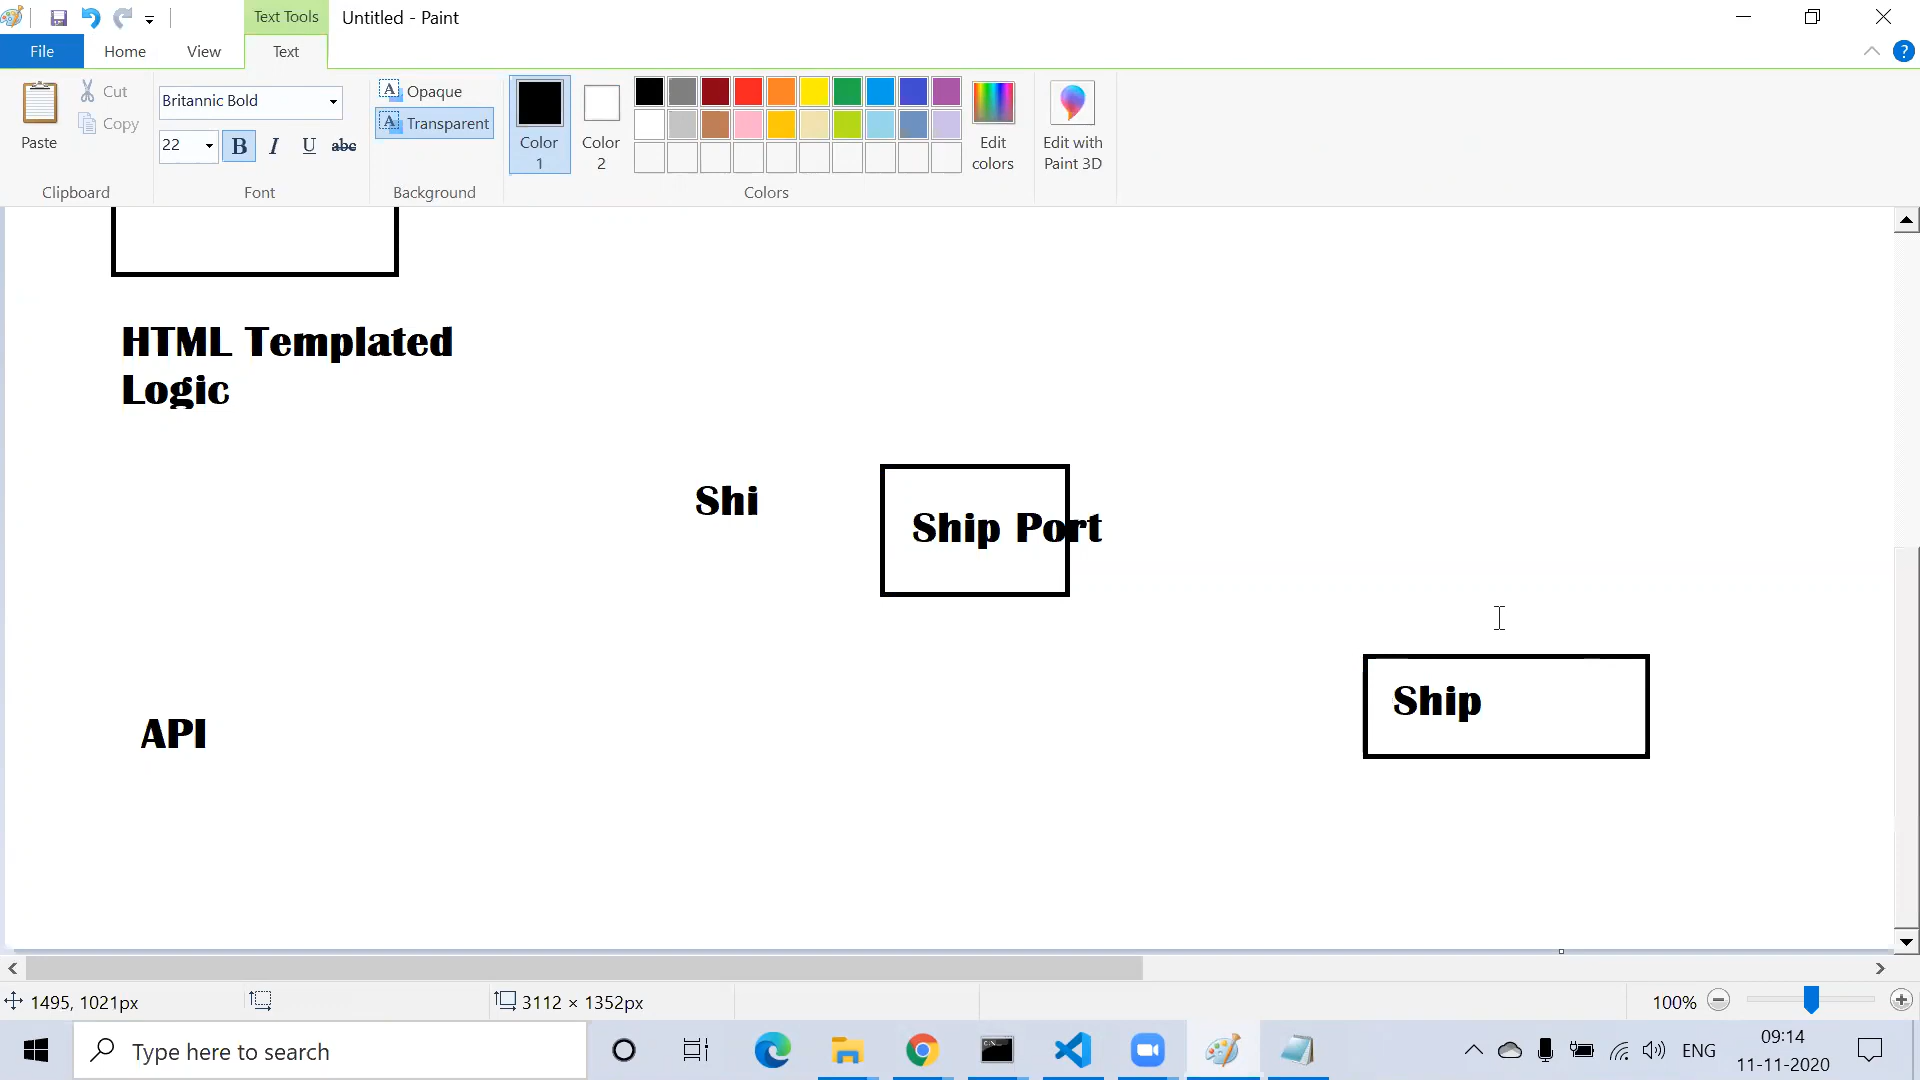 Text Tools
Untitled - Paint
File
Home
View
Text
Paste
Cut
Copy
Clipboard
Britannic Bold
22
B I U abc
Font
A Opaque
A Transparent
Background
Color 1
Color 2
Edit colors
Colors
Edit with Paint 3D
?
HTML Templated
Logic
Shi
Ship Port
Ship
API
1495, 1021px
3112 × 1352px
100%
Type here to search
ENG
09:14
11-11-2020